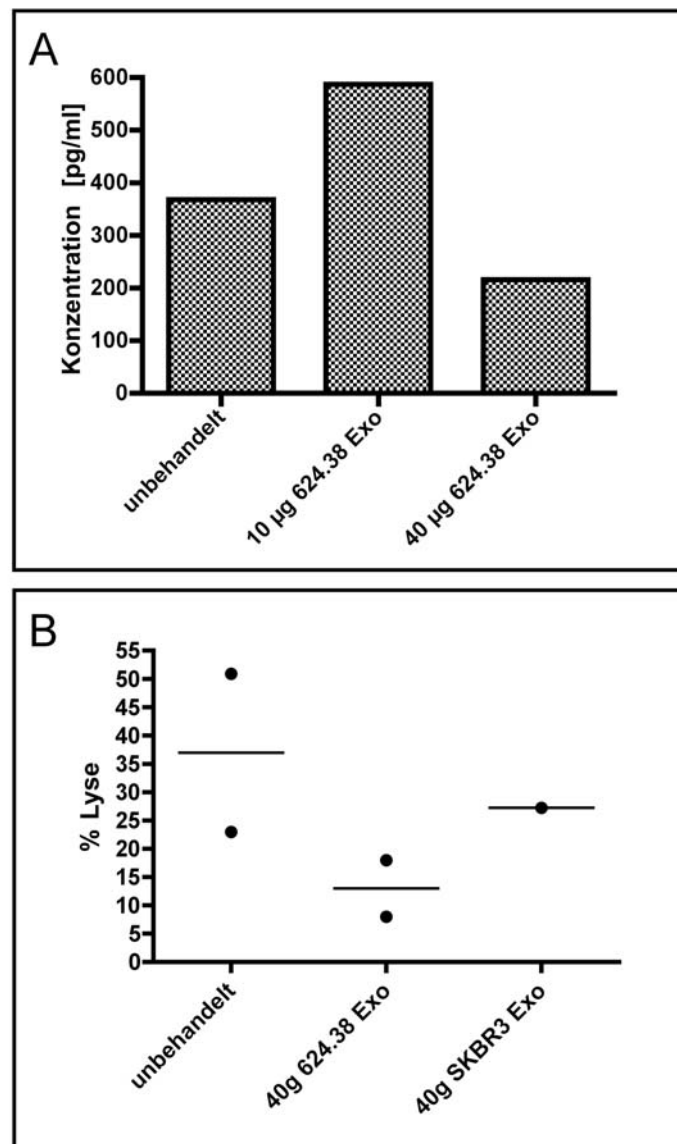 A
Konzentration [pg/ml]
600
500
400
300
200
100
0
unbehandelt
10 µg 624.38 Exo
40 µg 624.38 Exo
B
% Lyse
55
50
45
40
35
30
25
20
15
10
5
0
unbehandelt
40g 624.38 Exo
40g SKBR3 Exo